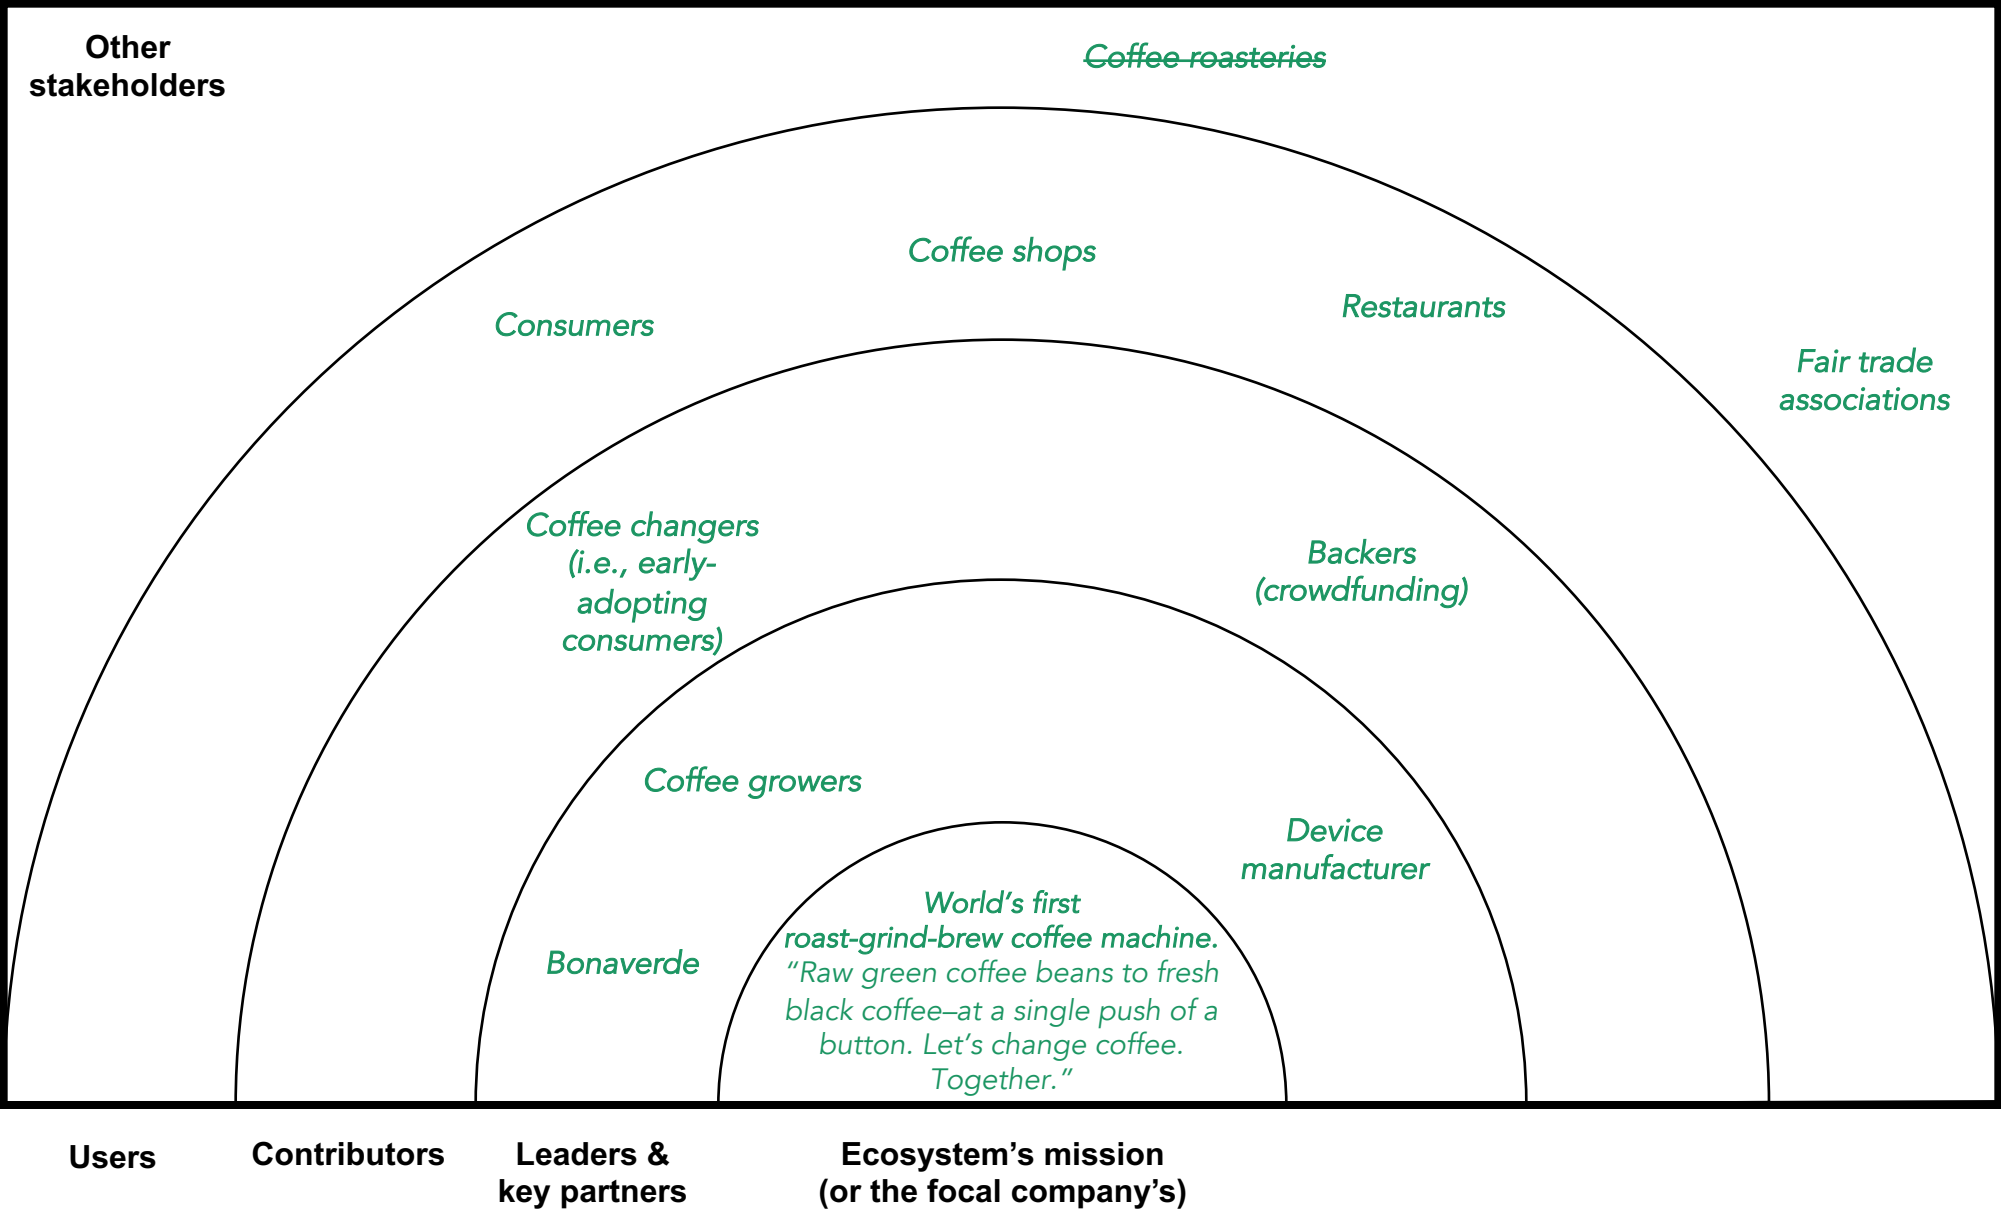 Other
stakeholders
Coffee roasteries
Coffee shops
Restaurants
Consumers
Fair trade
associations
Coffee changers
(i.e., early-
adopting
consumers)
Backers
(crowdfunding)
Coffee growers
Device
manufacturer
Bonaverde
World’s first
roast-grind-brew coffee machine.
“Raw green coffee beans to fresh
black coffee–at a single push of a
button. Let’s change coffee.
Together.”
Users
Contributors
Leaders &
key partners
Ecosystem’s mission
(or the focal company’s)